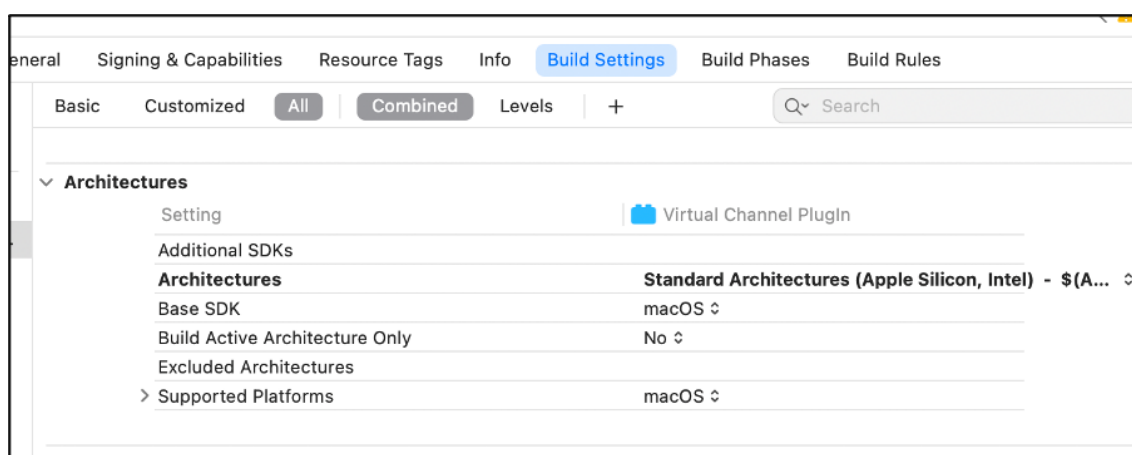 eneral Signing & Capabilities Resource Tags Info Build Settings Build Phases Build Rules
Basic Customized All Combined Levels + Search
Architectures
Setting Virtual Channel PlugIn
Additional SDKs
Architectures Standard Architectures (Apple Silicon, Intel) - $(A...
Base SDK macOS
Build Active Architecture Only No
Excluded Architectures
Supported Platforms macOS